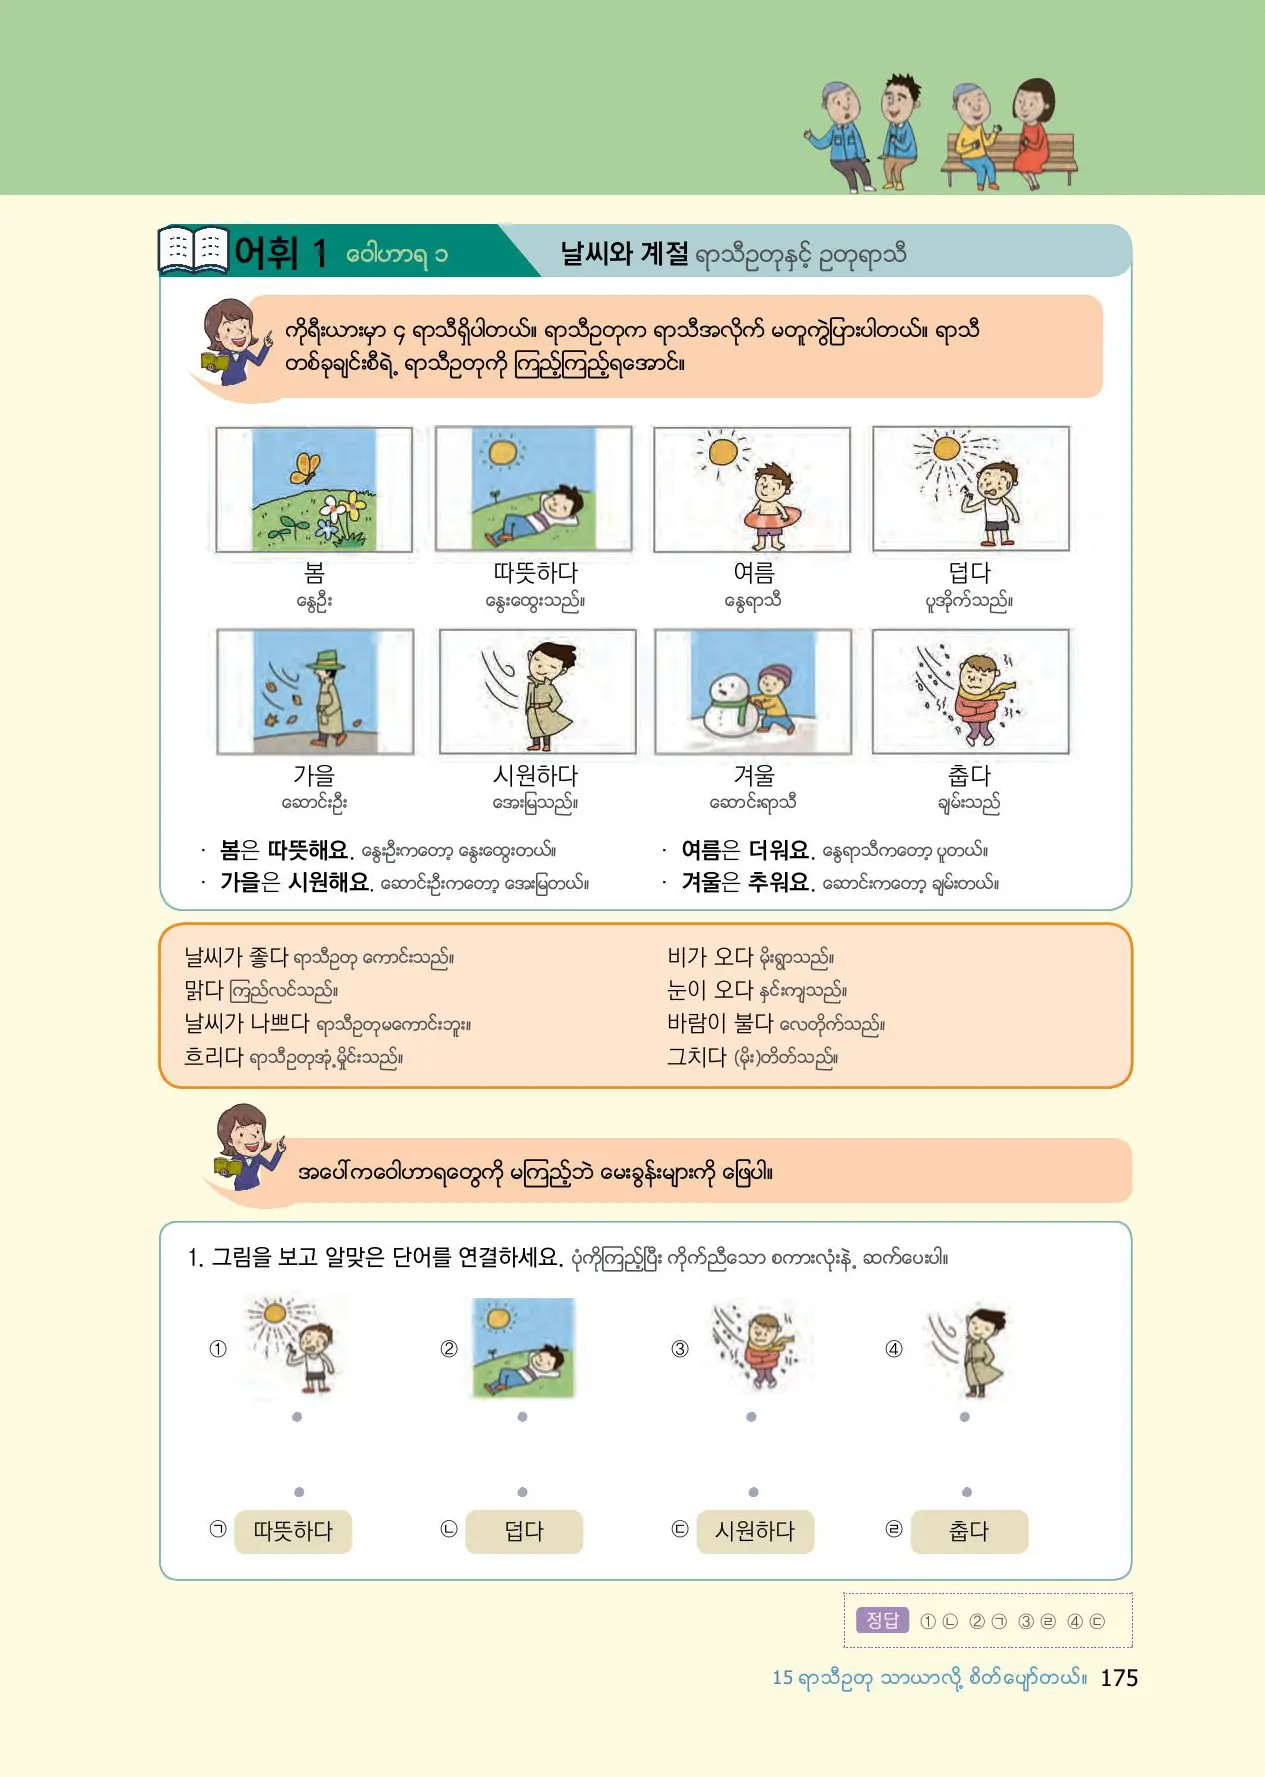 어휘 1 ဝေါဟာရ ၁
날씨와 계절 ရာသီဥတုနှင့် ဥတုရာသီ
ကိုရီးယားမှာ ၄ ရာသီရှိပါတယ်။ ရာသီဥတုက ရာသီအလိုက် မတူကွဲပြားပါတယ်။ ရာသီ
တစ်ခုချင်းစီရဲ့ ရာသီဥတုကို ကြည့်ကြည့်ရအောင်။
봄 따뜻하다 여름 덥다
နွေဦး နွေးထွေးသည်။ နွေရာသီ ပူအိုက်သည်။
가을 시원하다 겨울 춥다
ဆောင်းဦး အေးမြသည်။ ဆောင်းရာသီ ချမ်းသည်
· 봄은 따뜻해요. နွေးဦးကတော့ နွေးထွေးတယ်။ · 여름은 더워요. နွေရာသီကတော့ ပူတယ်။
· 가을은 시원해요. ဆောင်းဦးကတော့ အေးမြတယ်။ · 겨울은 추워요. ဆောင်းကတော့ ချမ်းတယ်။
날씨가 좋다 ရာသီဥတု ကောင်းသည်။ 비가 오다 မိုးရွာသည်။
맑다 ကြည်လင်သည်။ 눈이 오다 နှင်းကျသည်။
날씨가 나쁘다 ရာသီဥတုမကောင်းဘူး။ 바람이 불다 လေတိုက်သည်။
흐리다 ရာသီဥတုအုံ့မှိုင်းသည်။ 그치다 (မိုး)တိတ်သည်။
အပေါ်ကဝေါဟာရတွေကို မကြည့်ဘဲ မေးခွန်းများကို ဖြေပါ။
1. 그림을 보고 알맞은 단어를 연결하세요. ပုံကိုကြည့်ပြီး ကိုက်ညီသော စကားလုံးနဲ့ ဆက်ပေးပါ။
① ② ③ ④
㉠ 따뜻하다 ㉡ 덥다 ㉢ 시원하다 ㉣ 춥다
정답 ① ㉡ ② ㉠ ③ ㉣ ④ ㉢
15 ရာသီဥတု သာယာလို့ စိတ်ပျော်တယ်။ 175